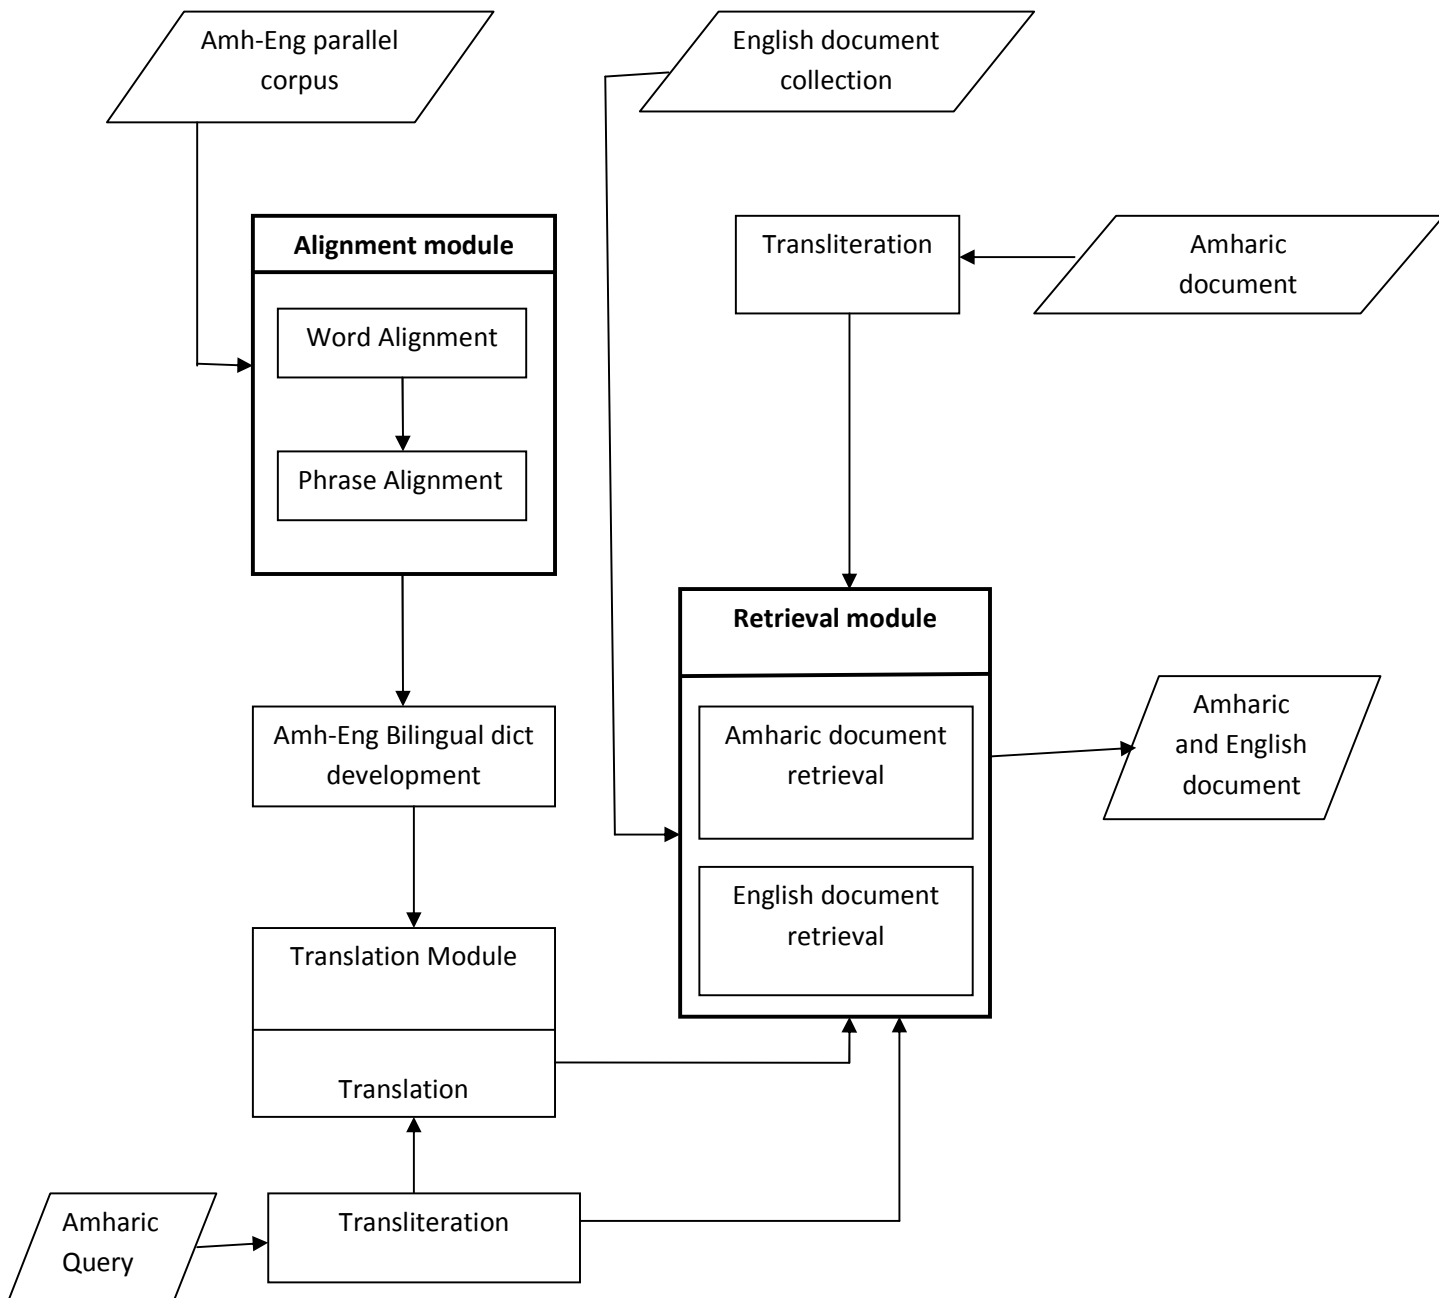 Amh-Eng parallel
corpus
English document
collection
Alignment module
Word Alignment
Phrase Alignment
Transliteration
Amharic
document
Retrieval module
Amharic document
retrieval
English document
retrieval
Amharic
and English
document
Amh-Eng Bilingual dict
development
Translation Module
Translation
Amharic
Query
Transliteration